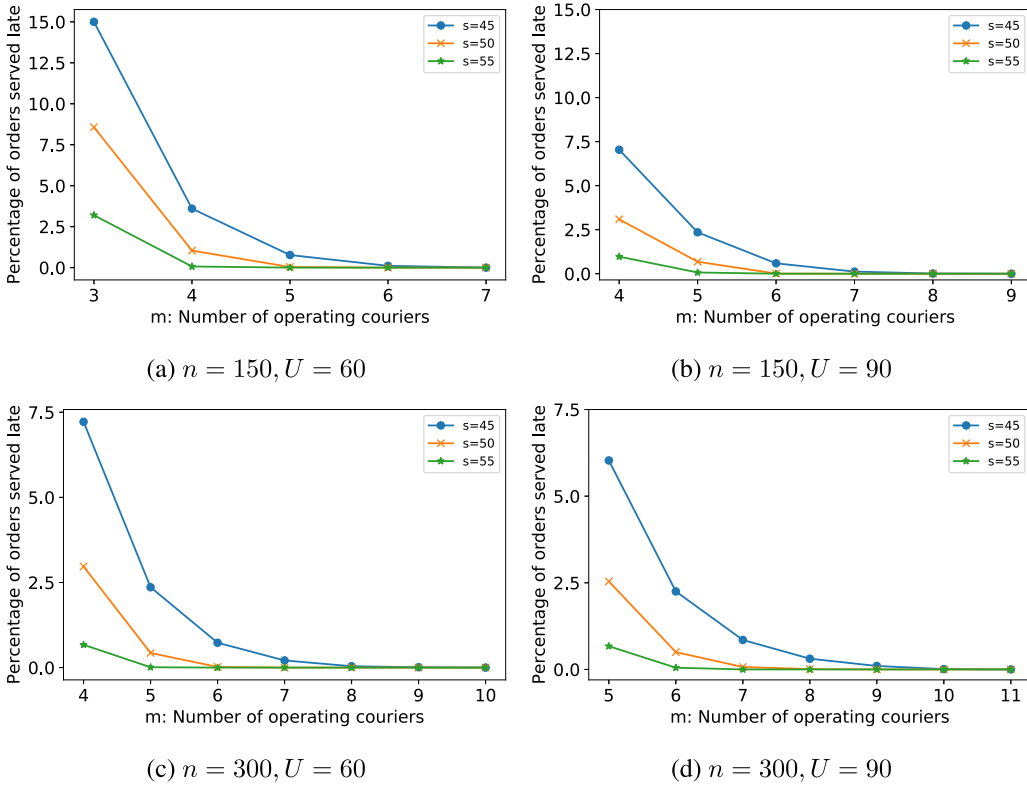 15.0
12.5
10.0
7.5
5.0
2.5
0.0
Percentage of orders served late
s=45
s=50
s=55
3 4 5 6 7
m: Number of operating couriers
(a) n = 150, U = 60
15.0
12.5
10.0
7.5
5.0
2.5
0.0
Percentage of orders served late
s=45
s=50
s=55
4 5 6 7 8 9
m: Number of operating couriers
(b) n = 150, U = 90
7.5
5.0
2.5
0.0
Percentage of orders served late
s=45
s=50
s=55
4 5 6 7 8 9 10
m: Number of operating couriers
(c) n = 300, U = 60
7.5
5.0
2.5
0.0
Percentage of orders served late
s=45
s=50
s=55
5 6 7 8 9 10 11
m: Number of operating couriers
(d) n = 300, U = 90